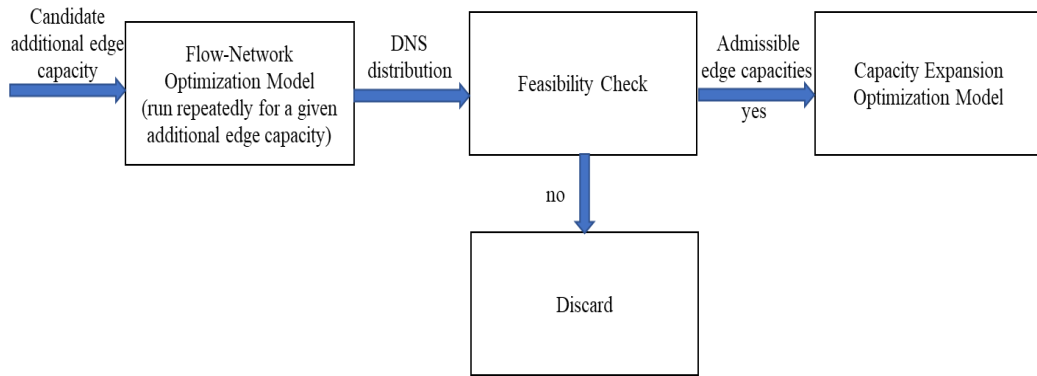 Candidate
additional edge
capacity
Flow-Network
Optimization Model
(run repeatedly for a given
additional edge capacity)
DNS
distribution
Feasibility Check
Admissible
edge capacities
yes
Capacity Expansion
Optimization Model
no
Discard